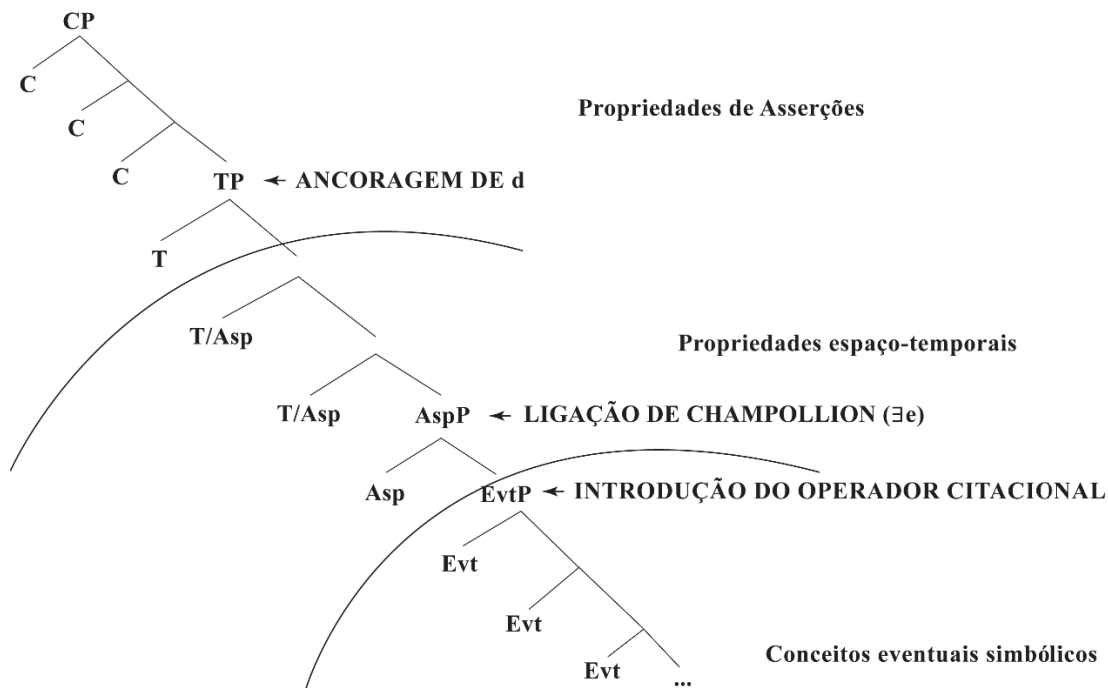 CP
C
C
Propriedades de Asserções
C
TP ← ANCORAGEM DE d
T
T/Asp
Propriedades espaço-temporais
T/Asp
AspP ← LIGAÇÃO DE CHAMPOLLION (∃e)
Asp
EvtP ← INTRODUÇÃO DO OPERADOR CITACIONAL
Evt
Evt
Evt
Conceitos eventuais simbólicos
...